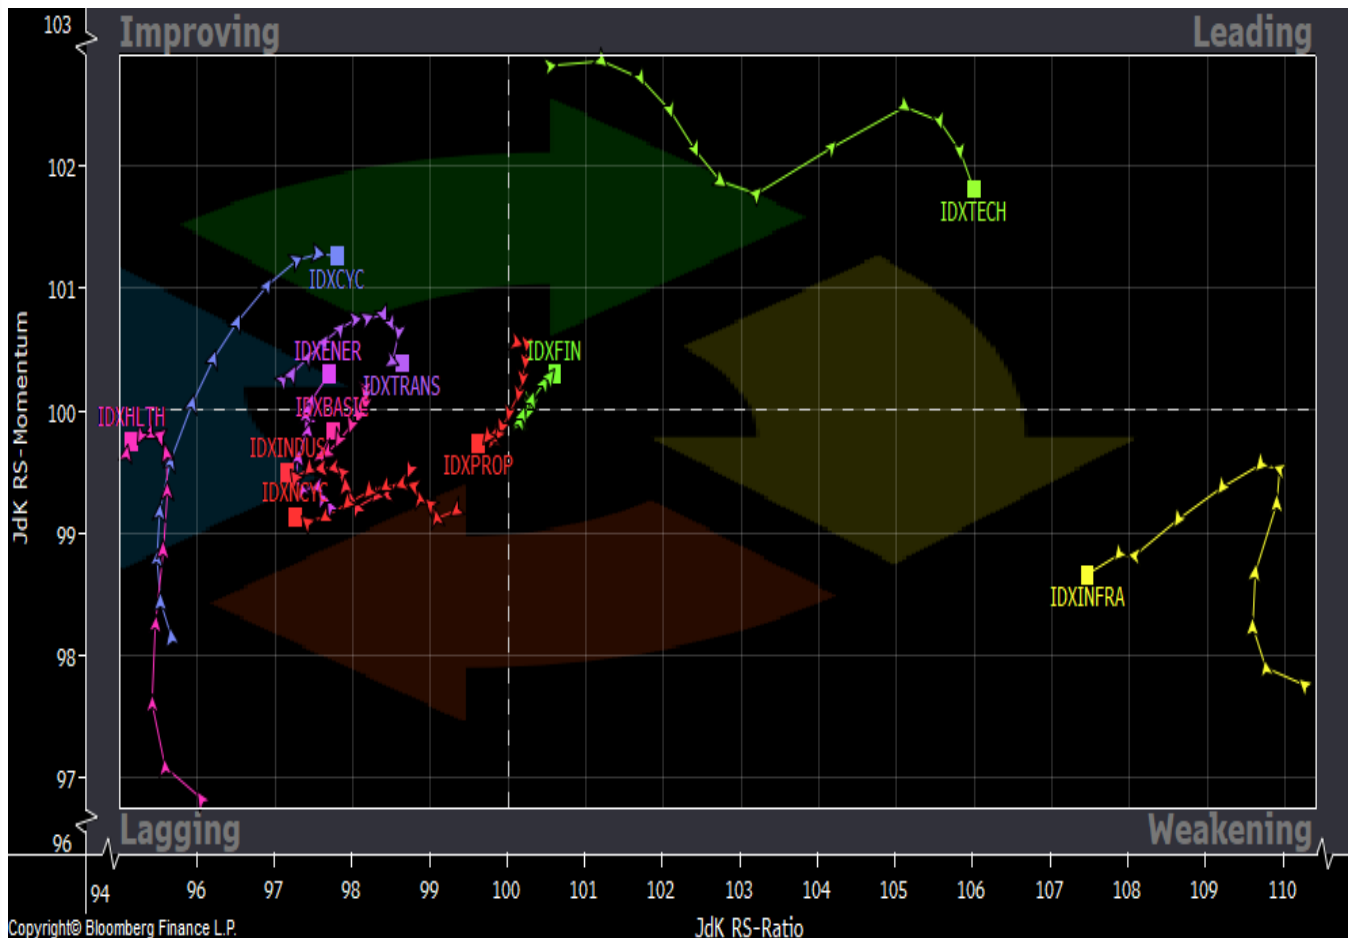 103
Improving
Leading
102
IDXTECH
IDXCYC
101
IDXENER
IDXFIN
IDXTRANS
IDXBASIC
100
IDXHLTH
IDXINDUS
IDXPROP
IDXNCYC
99
IDXINFRA
98
97
96
Lagging
Weakening
JdK RS-Momentum
94
96
97
98
99
100
101
102
103
104
105
106
107
108
109
110
JdK RS-Ratio
Copyright© Bloomberg Finance L.P.